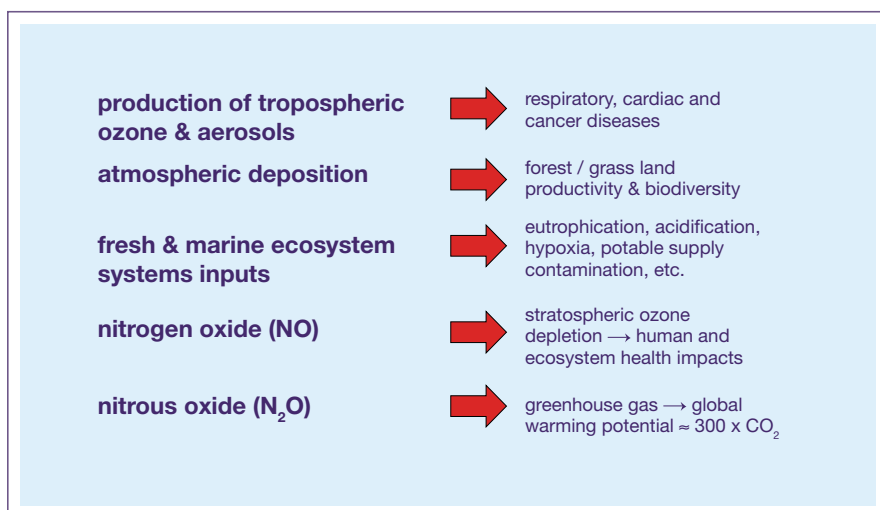 production of tropospheric
ozone & aerosols
respiratory, cardiac and
cancer diseases
atmospheric deposition
forest / grass land
productivity & biodiversity
fresh & marine ecosystem
systems inputs
eutrophication, acidification,
hypoxia, potable supply
contamination, etc.
nitrogen oxide (NO)
stratospheric ozone
depletion → human and
ecosystem health impacts
nitrous oxide (N₂O)
greenhouse gas → global
warming potential ≈ 300 x CO₂